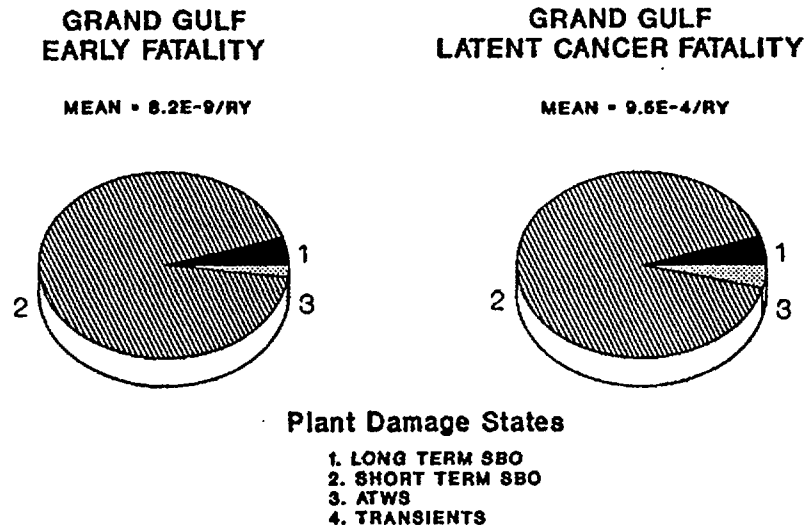 GRAND GULF
EARLY FATALITY
MEAN = 8.2E-9/RY
1
2
3
GRAND GULF
LATENT CANCER FATALITY
MEAN = 9.5E-4/RY
1
2
3
Plant Damage States
1. LONG TERM SBO
2. SHORT TERM SBO
3. ATWS
4. TRANSIENTS